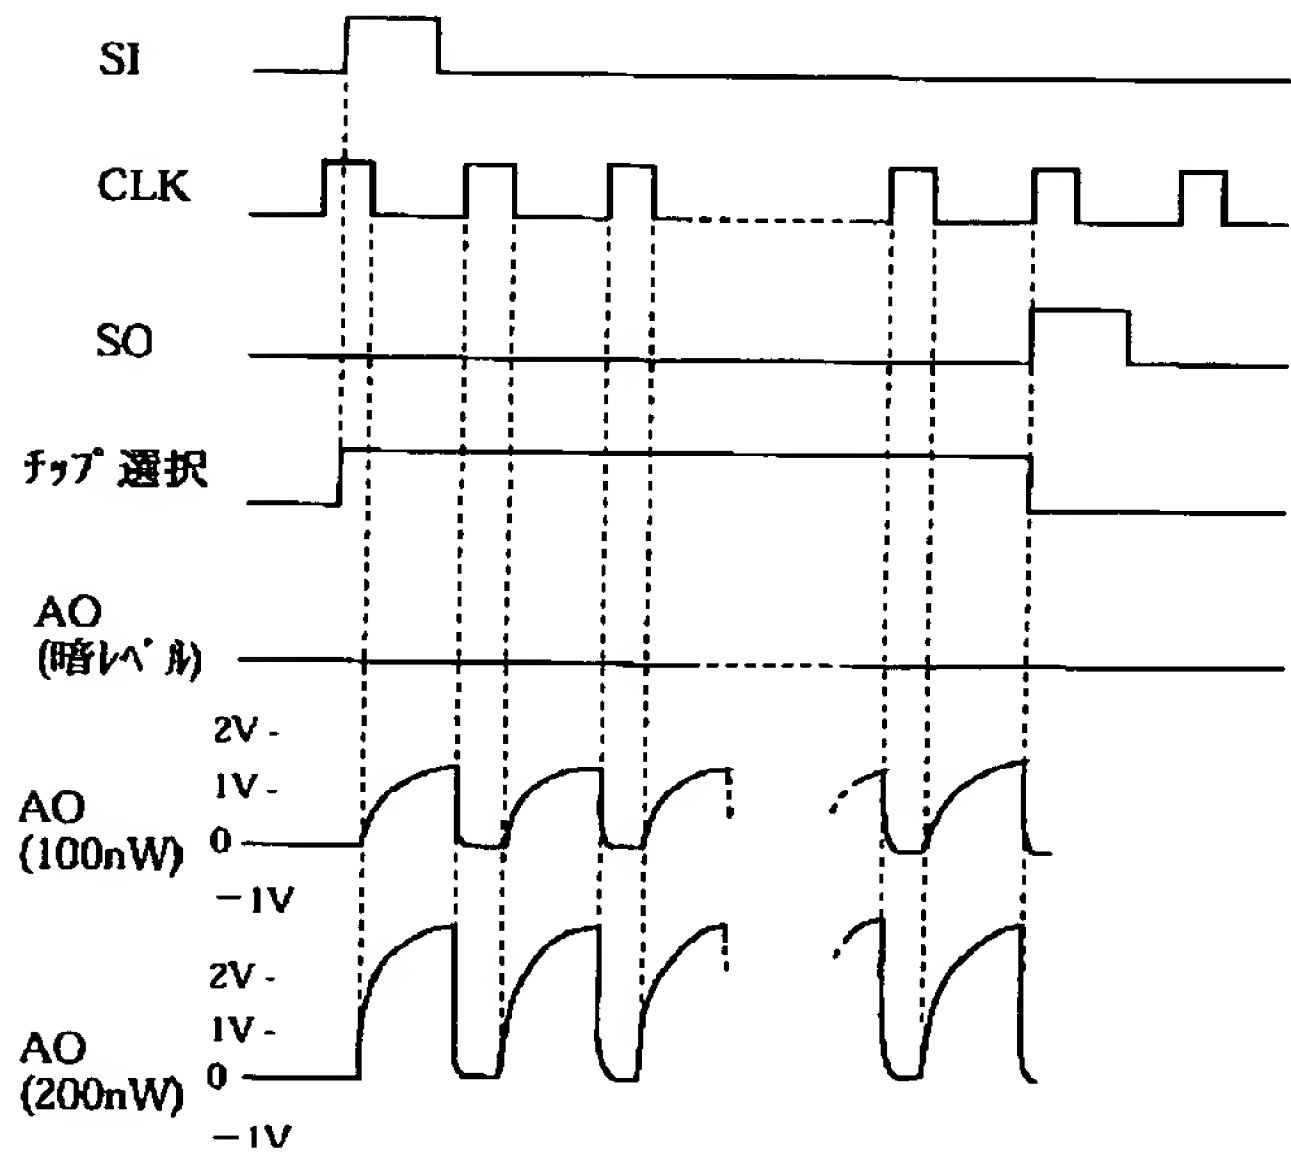 SI
CLK
SO
ﾁｯﾌﾟ 選択
AO
(暗ﾚﾍﾞﾙ)
2V -
1V -
AO
(100nW)
0
−1V
2V -
1V -
AO
(200nW)
0
−1V